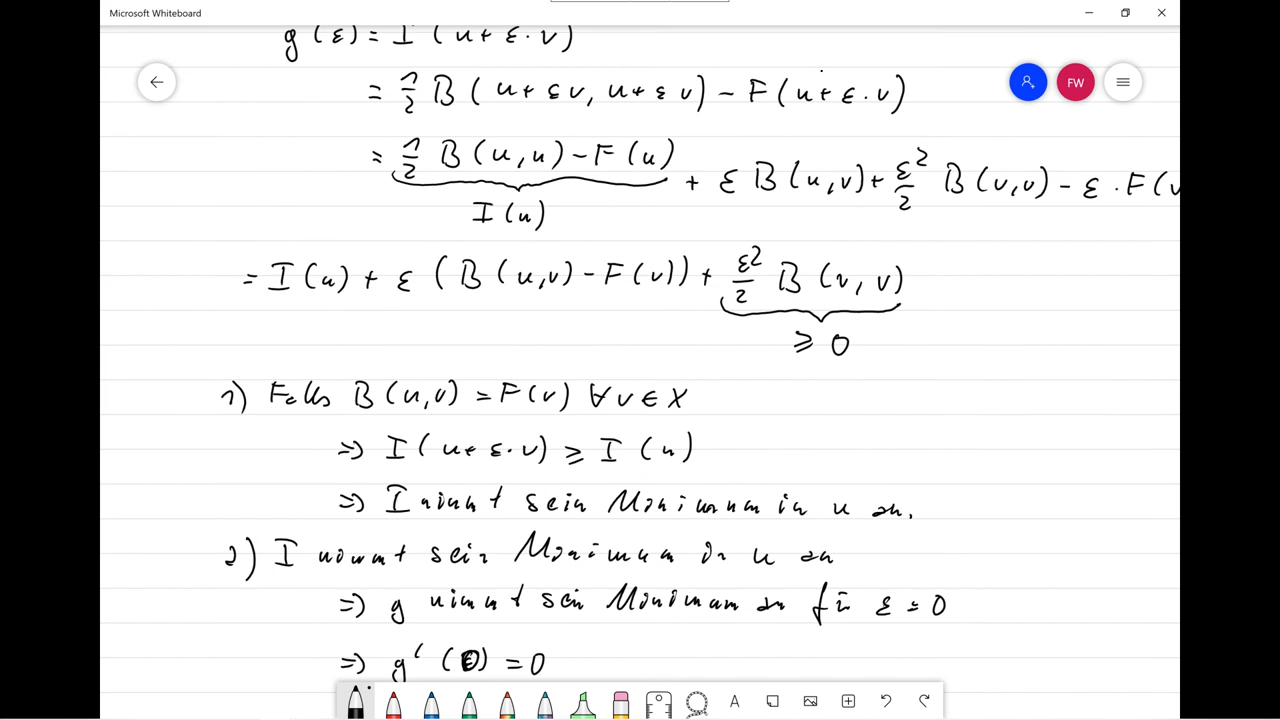 Microsoft Whiteboard
g(ε) = I(u + ε·v)
= 1/2 B(u + εv, u + εv) − F(u + ε·v)
= 1/2 B(u,u) − F(u) + ε B(u,v) + ε²/2 B(v,v) − ε·F(v
I(u)
= I(u) + ε (B(u,v) − F(v)) + ε²/2 B(v,v)
≥ 0
1) Falls B(u,v) = F(v) ∀v ∈ X
⇒ I(u + ε·v) ≥ I(u)
⇒ I nimmt sein Minimum in u an.
2) I nimmt sein Minimum in u an
⇒ g nimmt sein Minimum an für ε = 0
⇒ g'(0) = 0
FW
A